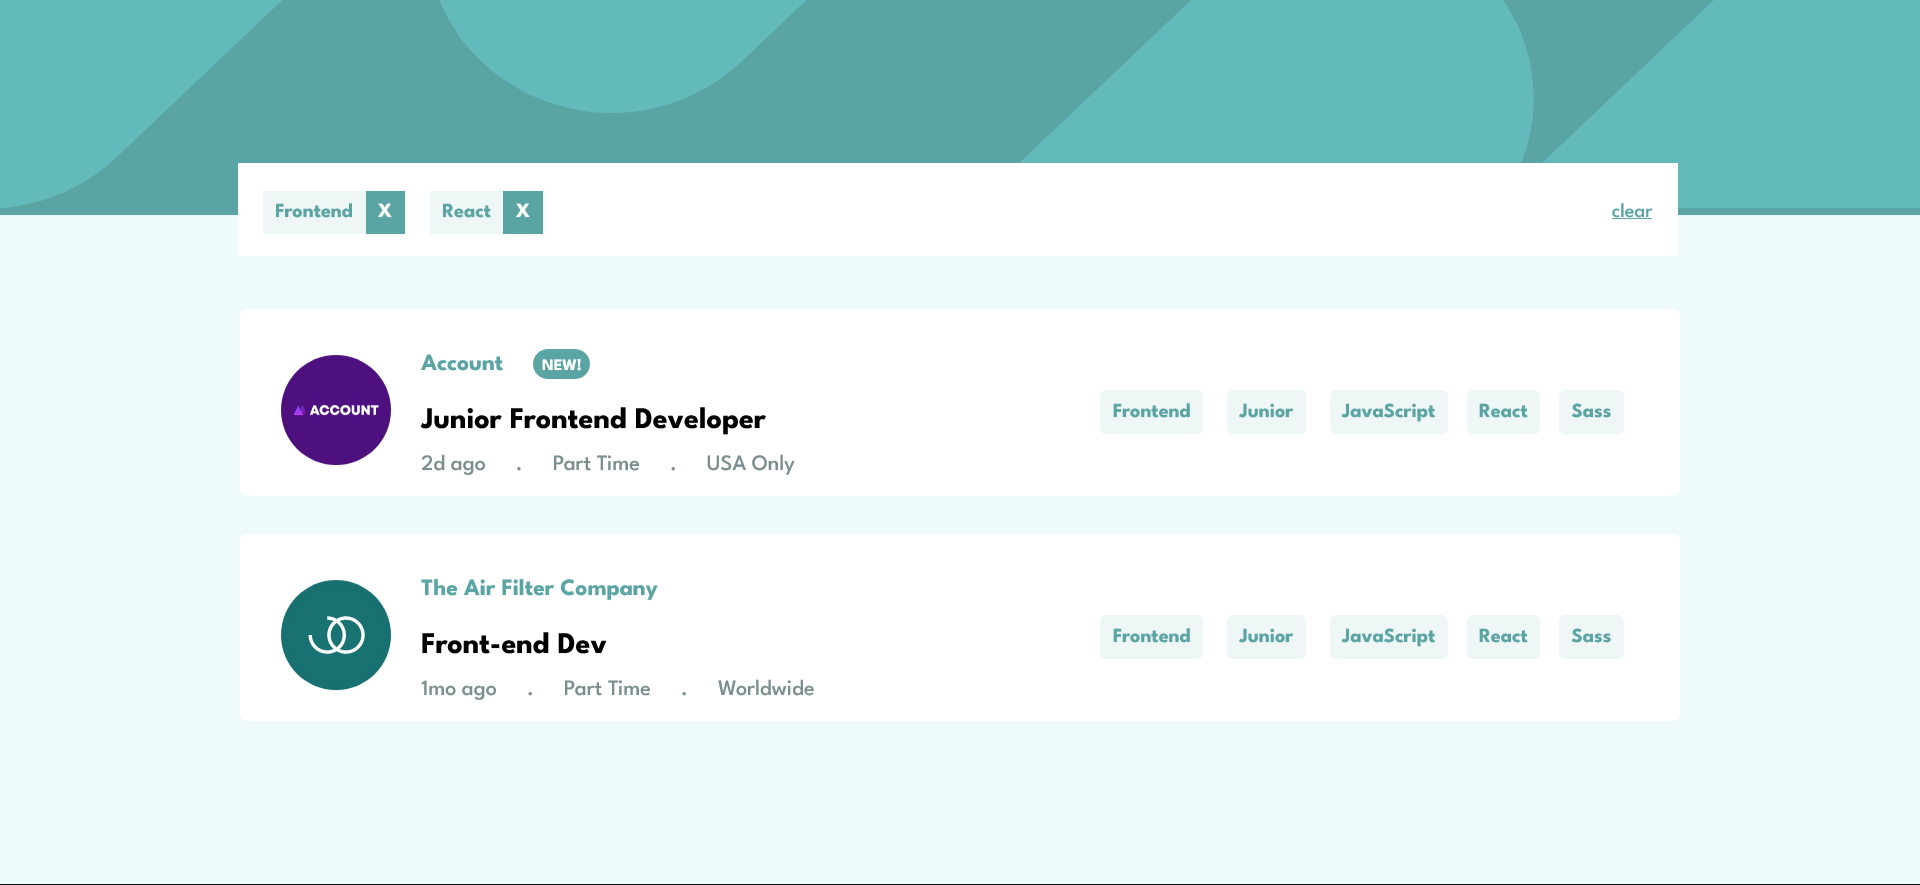 Frontend X React X clear
Account NEW!
ACCOUNT
Junior Frontend Developer
2d ago . Part Time . USA Only
Frontend Junior JavaScript React Sass
The Air Filter Company
Front-end Dev
1mo ago . Part Time . Worldwide
Frontend Junior JavaScript React Sass